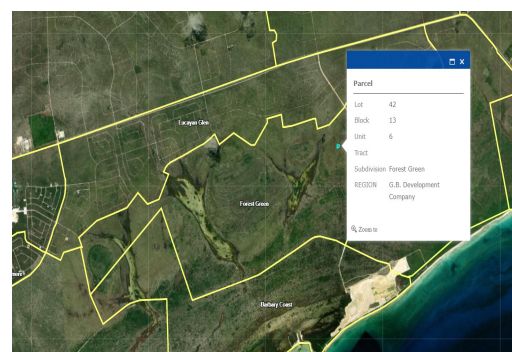 Parcel
Lot 42
Block 13
Unit 6
Tract
Subdivision Forest Green
REGION G.B. Development
Company
Zoom to
Lucayan Glen
Forest Green
Barbary Coast